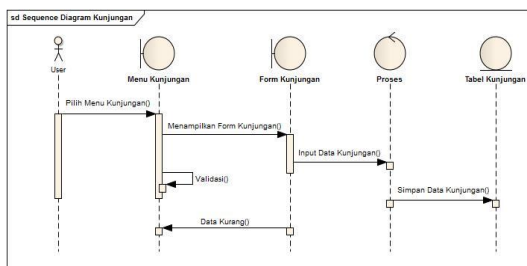 sd Sequence Diagram Kunjungan
User
Menu Kunjungan
Form Kunjungan
Proses
Tabel Kunjungan
Pilih Menu Kunjungan()
Menampilkan Form Kunjungan()
Input Data Kunjungan()
Validasi()
Simpan Data Kunjungan()
Data Kurang()